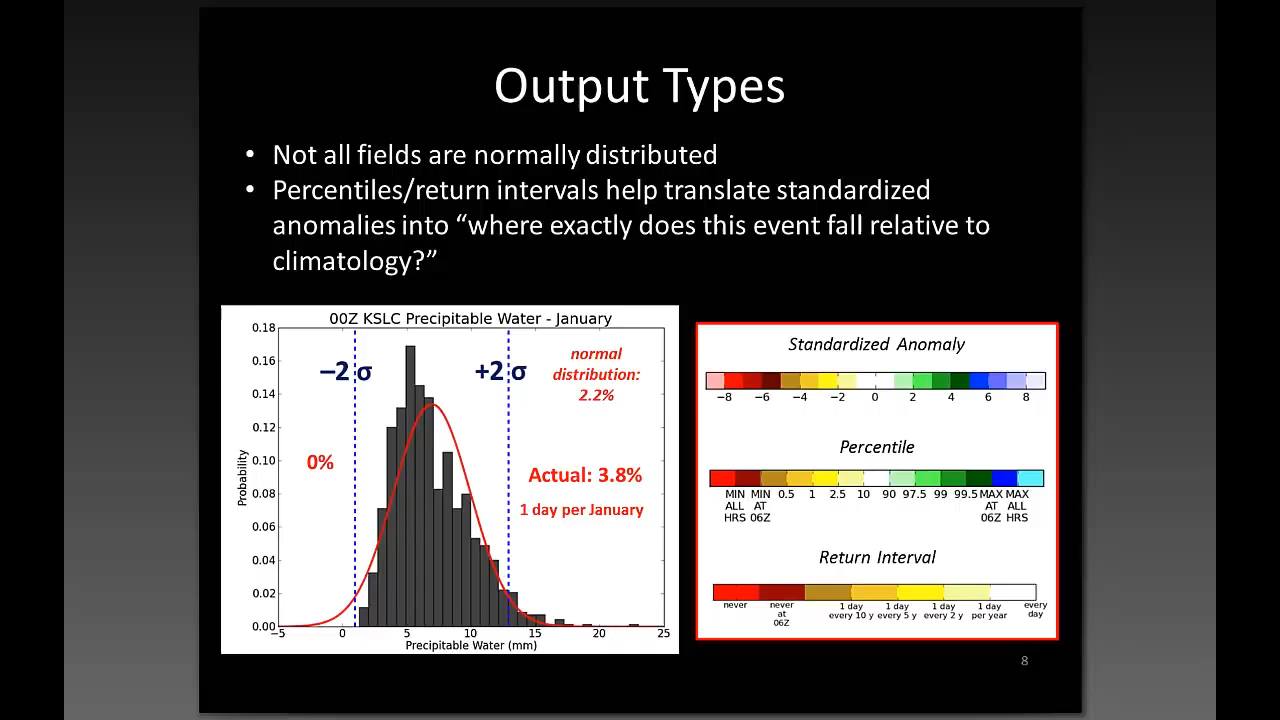 Output Types
• Not all fields are normally distributed
• Percentiles/return intervals help translate standardized
anomalies into “where exactly does this event fall relative to
climatology?”
00Z KSLC Precipitable Water - January
0.18
0.16
0.14
0.12
0.10
0.08
0.06
0.04
0.02
0.00
Probability
−5 0 5 10 15 20 25
Precipitable Water (mm)
–2 σ
+2 σ
normal
distribution:
2.2%
0%
Actual: 3.8%
1 day per January
Standardized Anomaly
−8 −6 −4 −2 0 2 4 6 8
Percentile
MIN MIN 0.5 1 2.5 10 90 97.5 99 99.5 MAX MAX
ALL AT AT ALL
HRS 06Z 06Z HRS
Return Interval
never never 1 day 1 day 1 day 1 day every
at every 10 y every 5 y every 2 y per year day
06Z
8